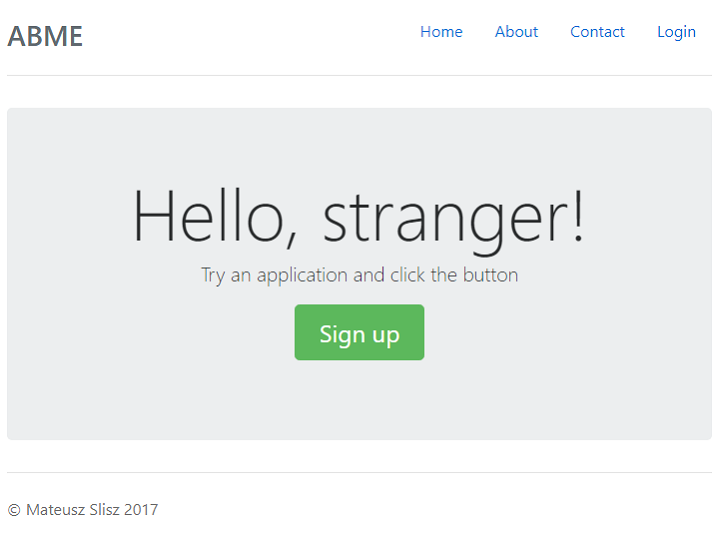 ABME
Home About Contact Login
Hello, stranger!
Try an application and click the button
Sign up
© Mateusz Slisz 2017